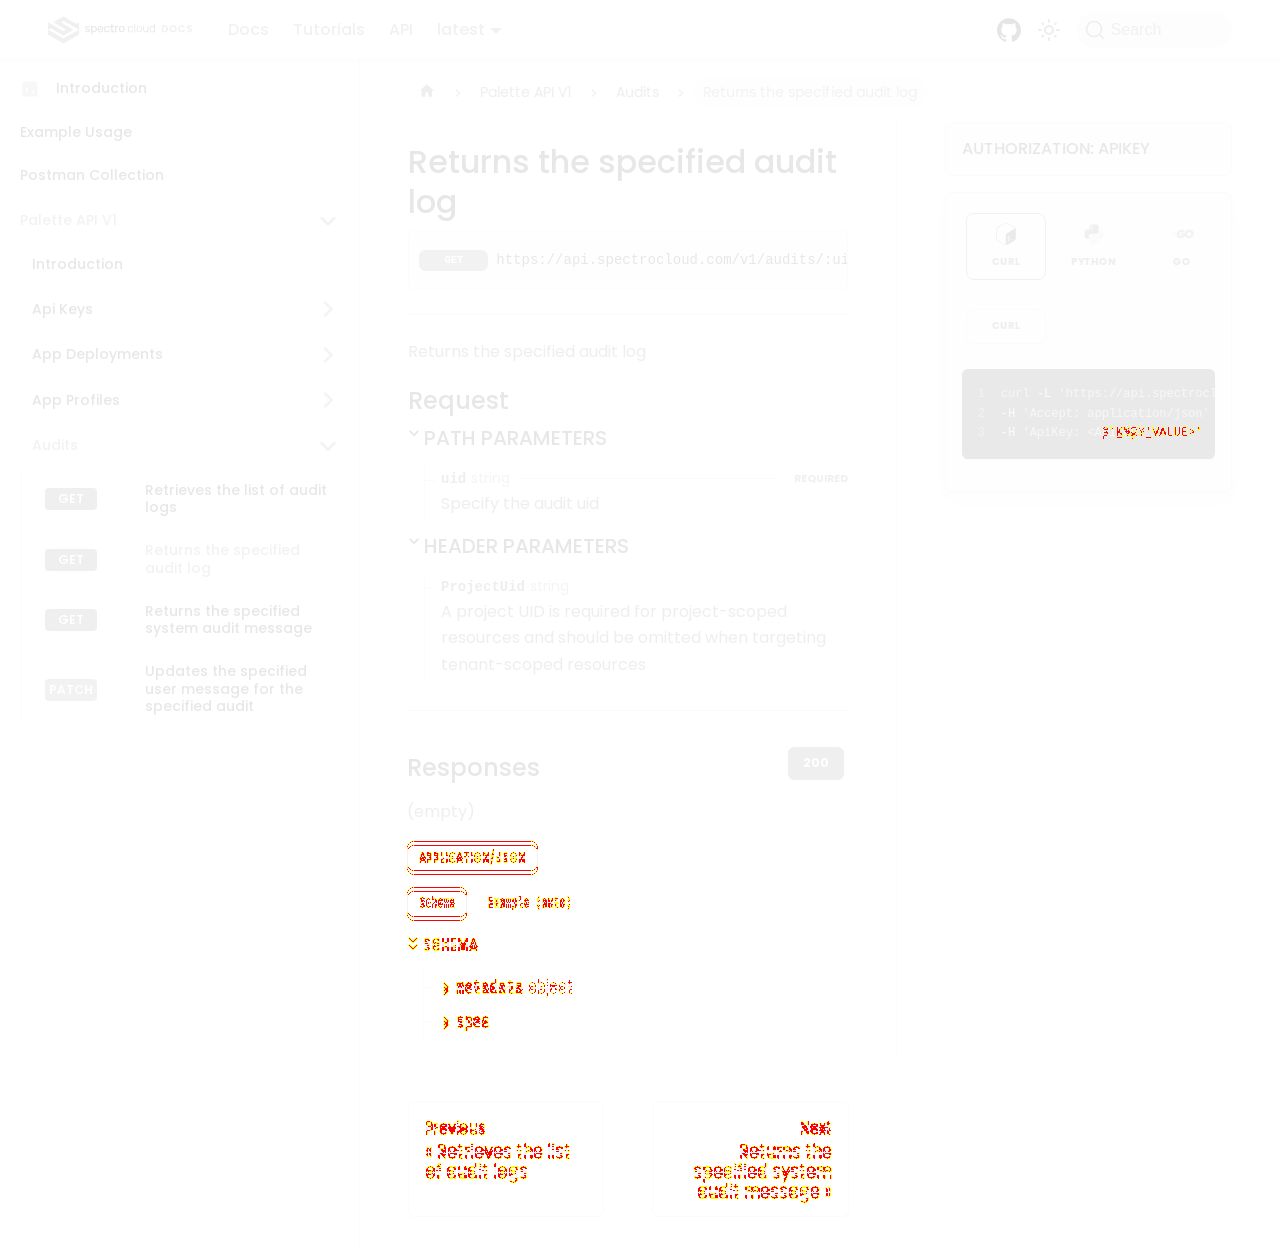 spectro cloud DOCS
Docs Tutorials API latest
Search
Introduction
Example Usage
Postman Collection
Palette API V1
Introduction
Api Keys
App Deployments
App Profiles
Audits
GET Retrieves the list of audit
logs
GET Returns the specified
audit log
GET Returns the specified
system audit message
PATCH Updates the specified
user message for the
specified audit
Palette API V1 Audits Returns the specified audit log
Returns the specified audit
log
GET https://api.spectrocloud.com/v1/audits/:ui
Returns the specified audit log
Request
PATH PARAMETERS
uid string REQUIRED
Specify the audit uid
HEADER PARAMETERS
ProjectUid string
A project UID is required for project-scoped
resources and should be omitted when targeting
tenant-scoped resources
Responses
200
(empty)
APPLICATION/JSON
Schema Example (auto)
SCHEMA
metadata object
spec
Previous
« Retrieves the list
of audit logs
Next
Returns the
specified system
audit message »
AUTHORIZATION: APIKEY
CURL PYTHON GO
CURL
1 curl -L 'https://api.spectrocl
2 -H 'Accept: application/json'
3 -H 'ApiKey: